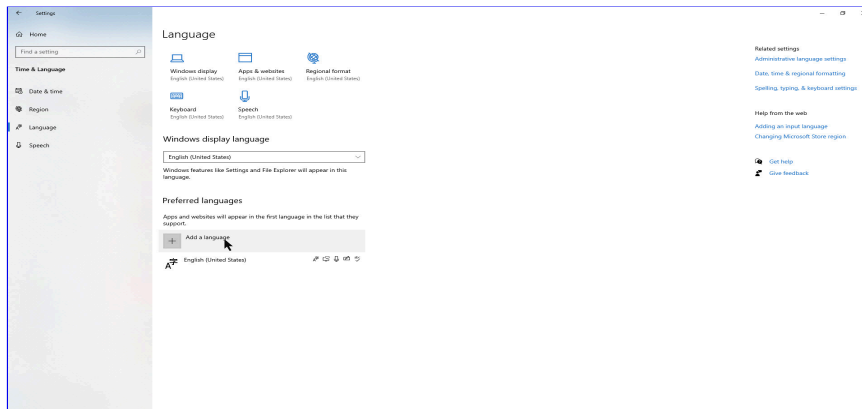 Settings
Home
Find a setting
Time & Language
Date & time
Region
Language
Speech
Language
Windows display
English (United States)
Apps & websites
English (United States)
Regional format
English (United States)
Keyboard
English (United States)
Speech
English (United States)
Windows display language
English (United States)
Windows features like Settings and File Explorer will appear in this
language.
Preferred languages
Apps and websites will appear in the first language in the list that they
support.
Add a language
A字 English (United States)
Related settings
Administrative language settings
Date, time & regional formatting
Spelling, typing, & keyboard settings
Help from the web
Adding an input language
Changing Microsoft Store region
Get help
Give feedback